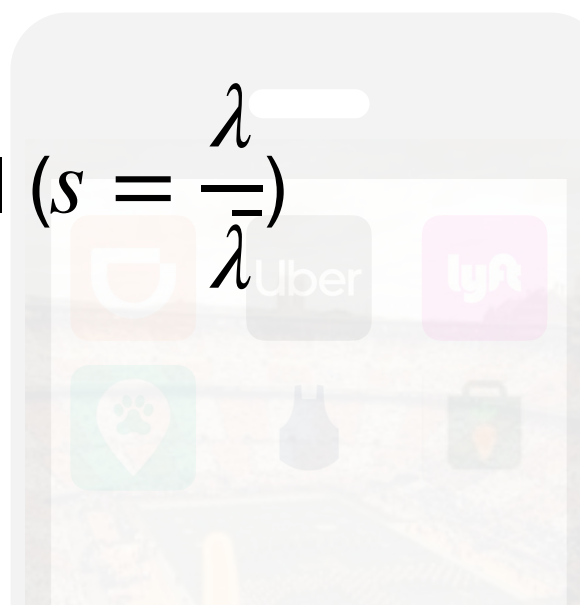 (s = λ / λ̄)
Uber
lyft